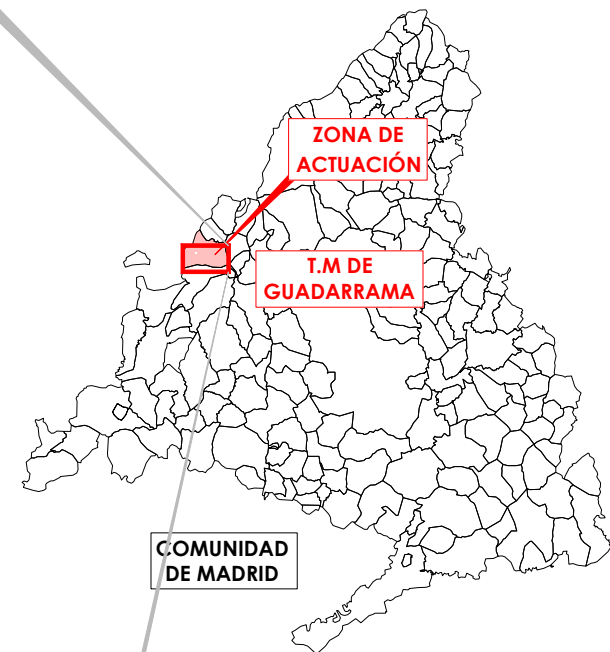 ZONA DE
ACTUACIÓN
T.M DE
GUADARRAMA
COMUNIDAD
DE MADRID